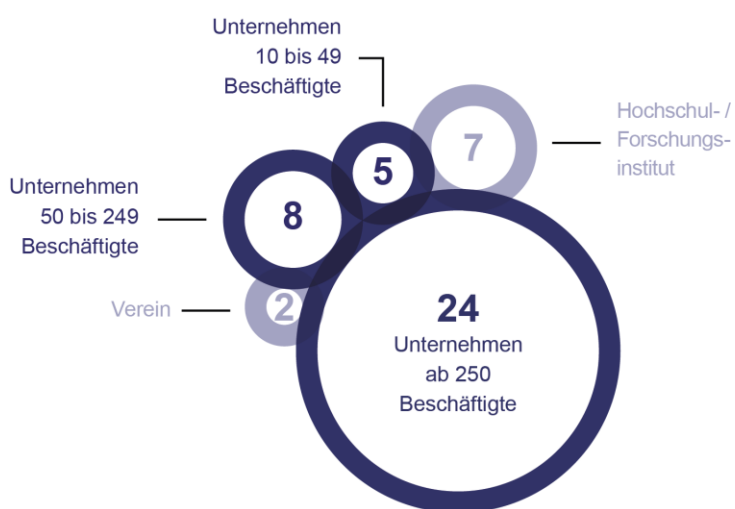 Unternehmen
10 bis 49
Beschäftigte
5
7
Hochschul- /
Forschungs-
institut
Unternehmen
50 bis 249
Beschäftigte
8
Verein
2
24
Unternehmen
ab 250
Beschäftigte